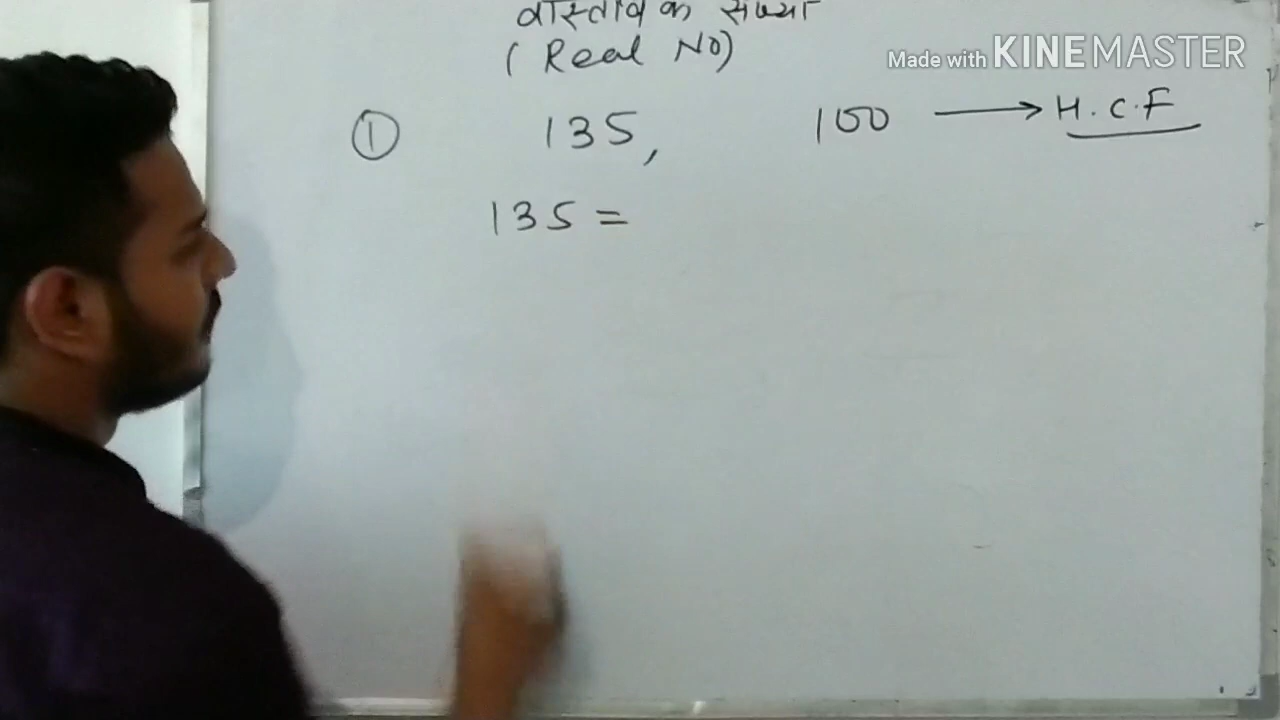 वास्तविक संख्या
(Real No)
Made with KINEMASTER
① 135, 100 → H.C.F
135 =